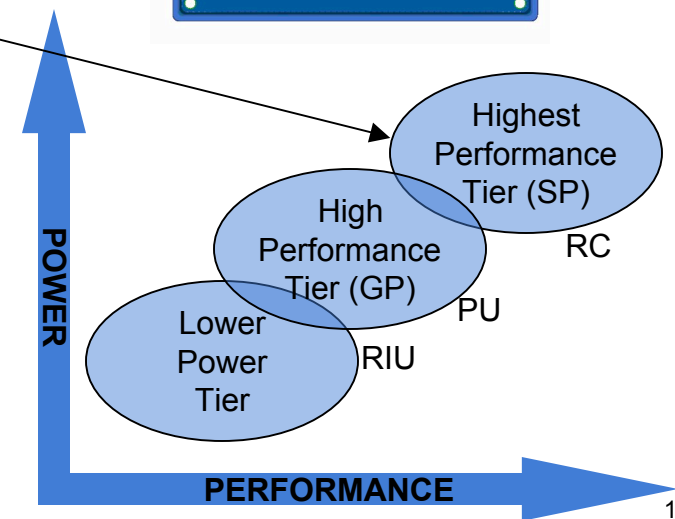 Highest
Performance
Tier (SP)
RC
High
Performance
Tier (GP)
PU
Lower
Power
Tier
RIU
POWER
PERFORMANCE
1